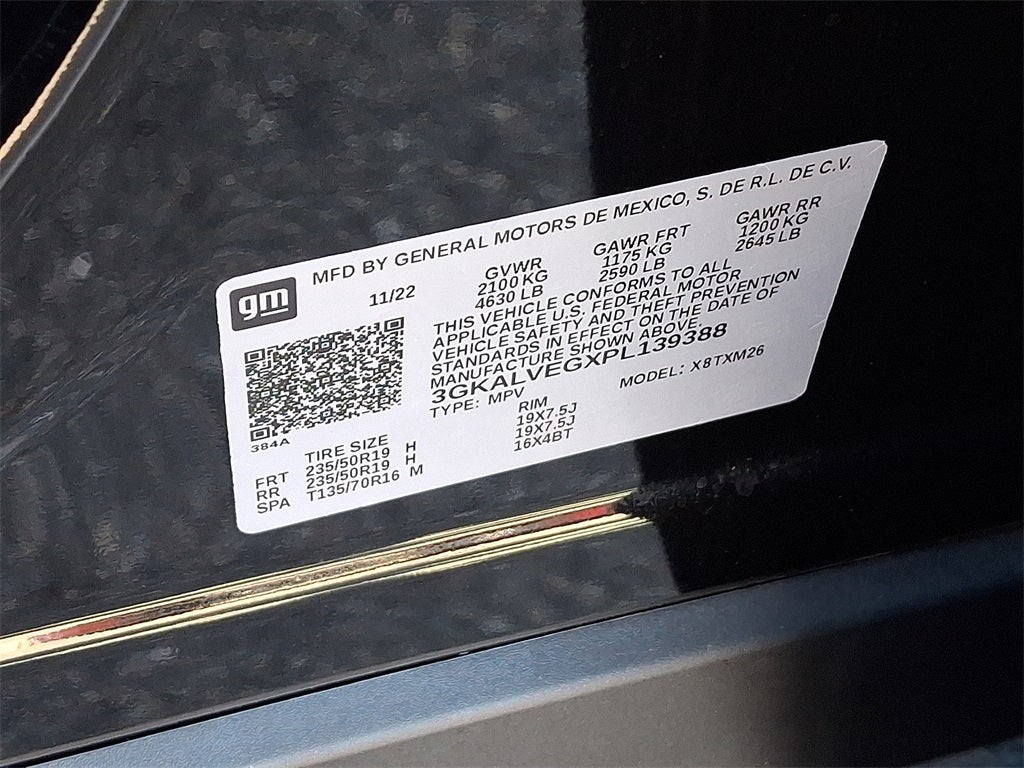 gm
MFD BY GENERAL MOTORS DE MEXICO, S. DE R.L. DE C.V.
11/22
GVWR GAWR FRT GAWR RR
2100 KG 1175 KG 1200 KG
4630 LB 2590 LB 2645 LB
THIS VEHICLE CONFORMS TO ALL
APPLICABLE U.S. FEDERAL MOTOR
VEHICLE SAFETY AND THEFT PREVENTION
STANDARDS IN EFFECT ON THE DATE OF
MANUFACTURE SHOWN ABOVE.
3GKALVEGXPL139388
TYPE: MPV MODEL: X8TXM26
384A
TIRE SIZE RIM
FRT 235/50R19 H 19X7.5J
RR 235/50R19 H 19X7.5J
SPA T135/70R16 M 16X4BT